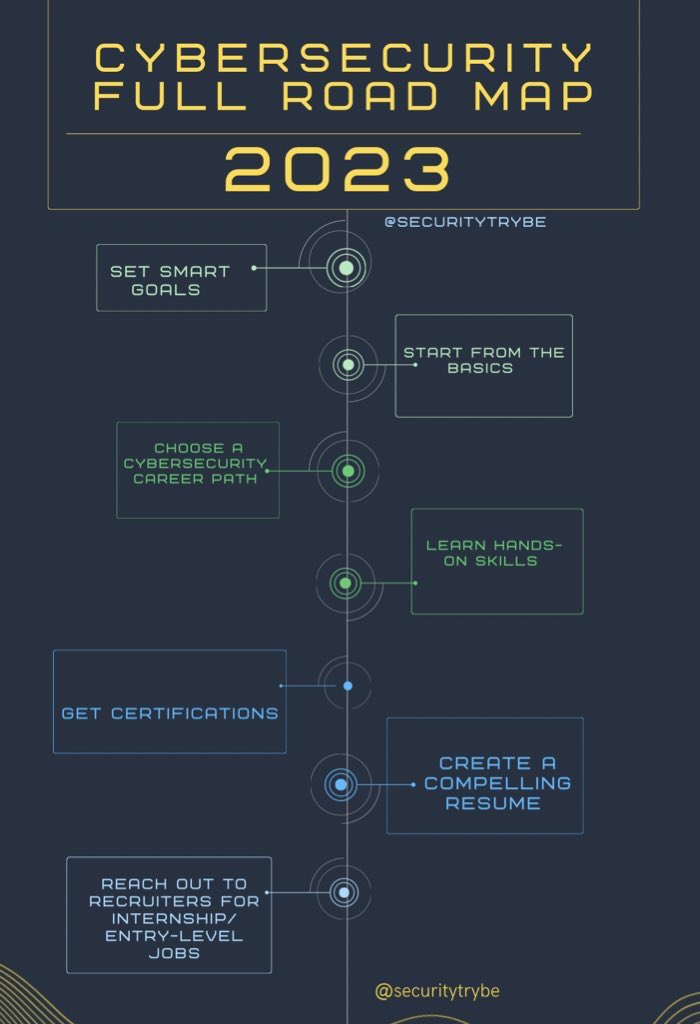 CYBERSECURITY
FULL ROAD MAP
2023
@SECURITYTRYBE
SET SMART
GOALS
START FROM THE
BASICS
CHOOSE A
CYBERSECURITY
CAREER PATH
LEARN HANDS-
ON SKILLS
GET CERTIFICATIONS
CREATE A
COMPELLING
RESUME
REACH OUT TO
RECRUITERS FOR
INTERNSHIP/
ENTRY-LEVEL
JOBS
@securitytrybe